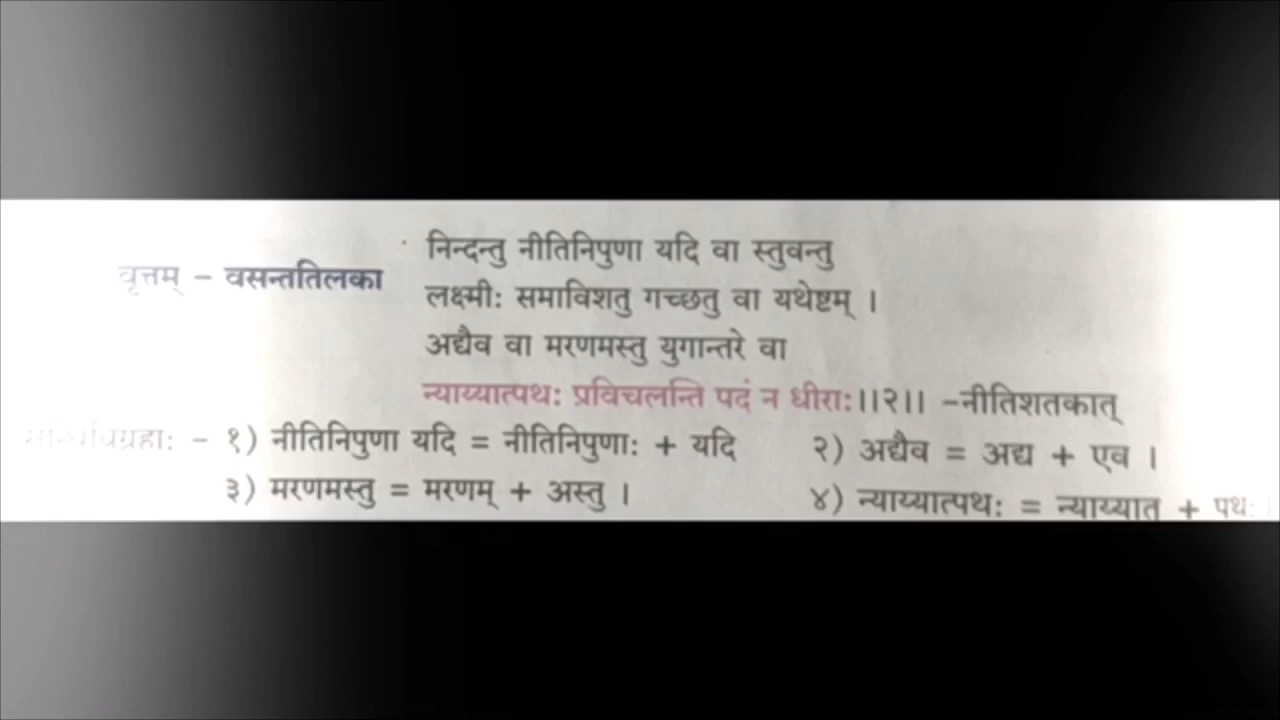 निन्दन्तु नीतिनिपुणा यदि वा स्तुवन्तु
वृत्तम् – वसन्ततिलका
लक्ष्मीः समाविशतु गच्छतु वा यथेष्टम् ।
अद्यैव वा मरणमस्तु युगान्तरे वा
न्याय्यात्पथः प्रविचलन्ति पदं न धीराः।।२।। -नीतिशतकात्
– १) नीतिनिपुणा यदि = नीतिनिपुणाः + यदि २) अद्यैव = अद्य + एव ।
३) मरणमस्तु = मरणम् + अस्तु । ४) न्याय्यात्पथः = न्याय्यात + पथः